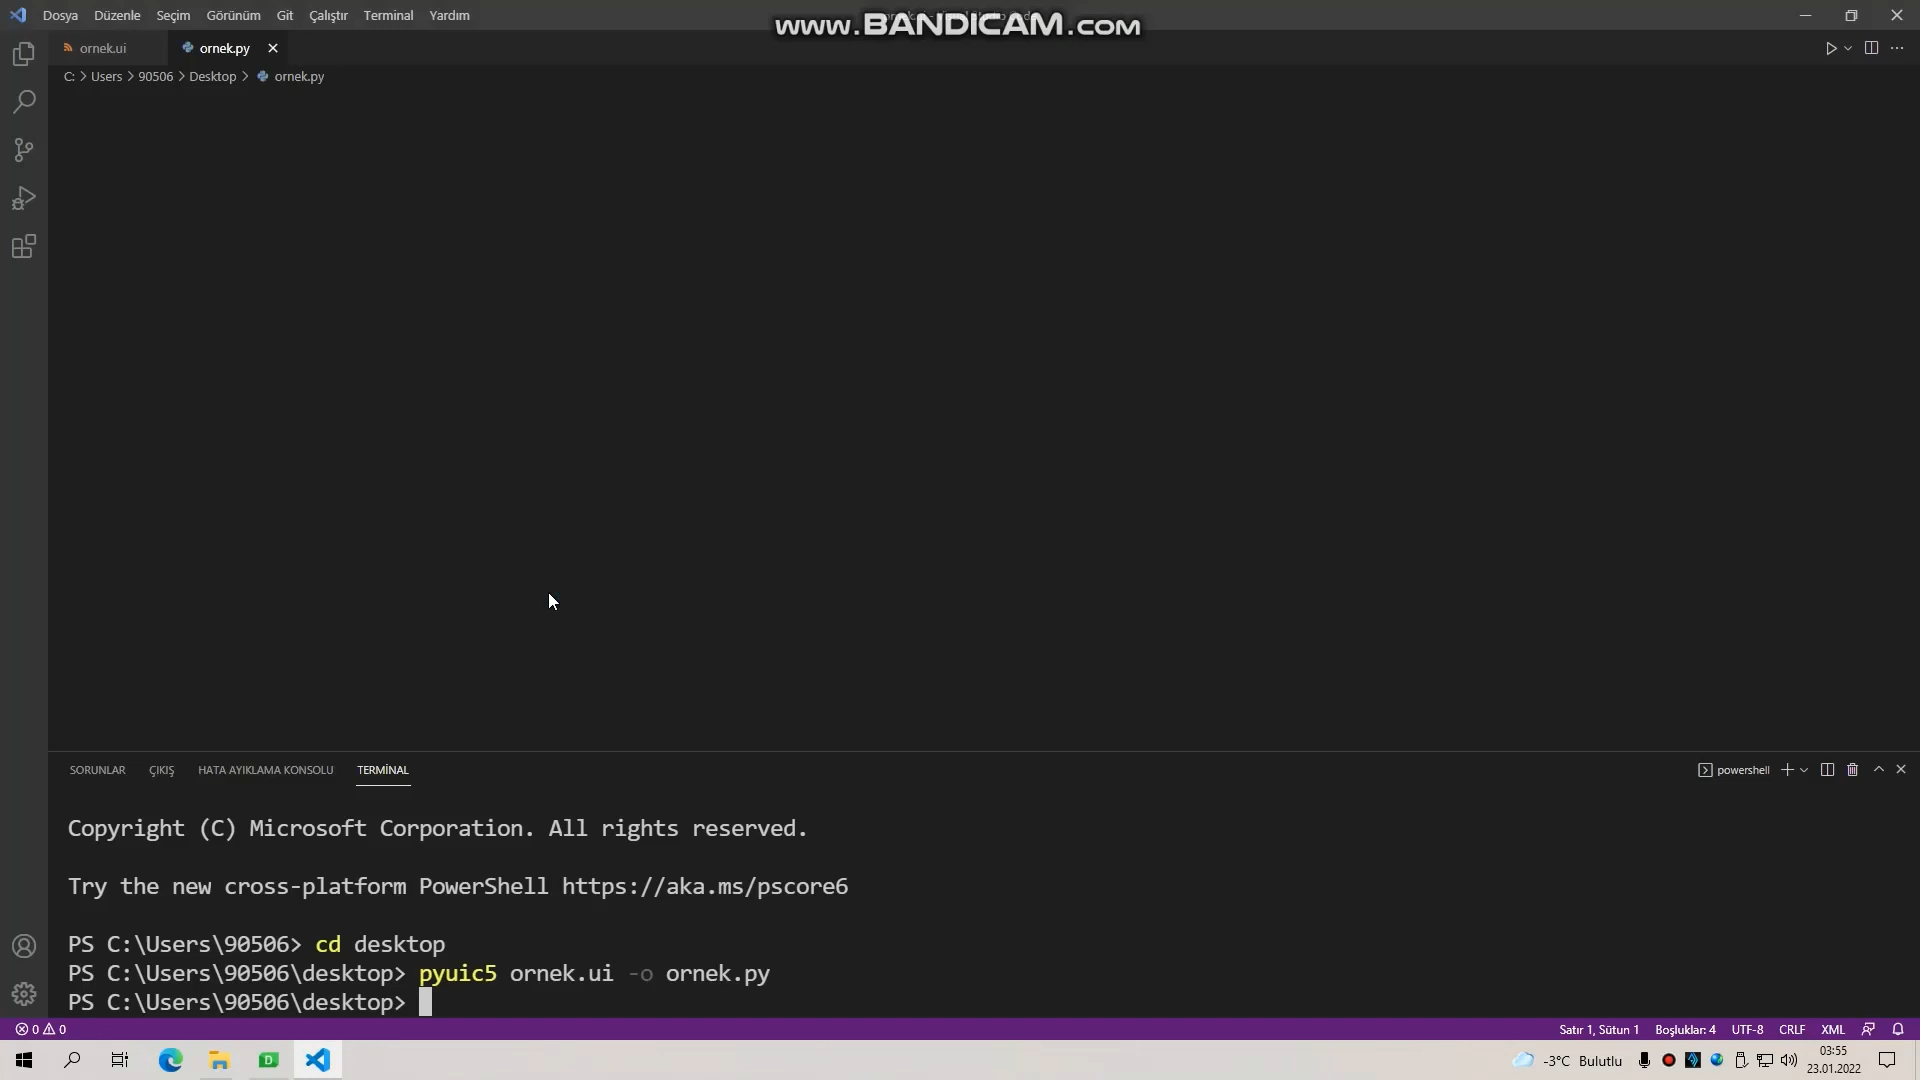 Dosya Düzenle Seçim Görünüm Git Çalıştır Terminal Yardım
www.BANDICAM.com
ornek.ui ornek.py
C: > Users > 90506 > Desktop > ornek.py
SORUNLAR ÇIKIŞ HATA AYIKLAMA KONSOLU TERMİNAL powershell
Copyright (C) Microsoft Corporation. All rights reserved.
Try the new cross-platform PowerShell https://aka.ms/pscore6
PS C:\Users\90506> cd desktop
PS C:\Users\90506\desktop> pyuic5 ornek.ui -o ornek.py
PS C:\Users\90506\desktop>
0 0 Satır 1, Sütun 1 Boşluklar: 4 UTF-8 CRLF XML
-3°C Bulutlu 03:55
23.01.2022